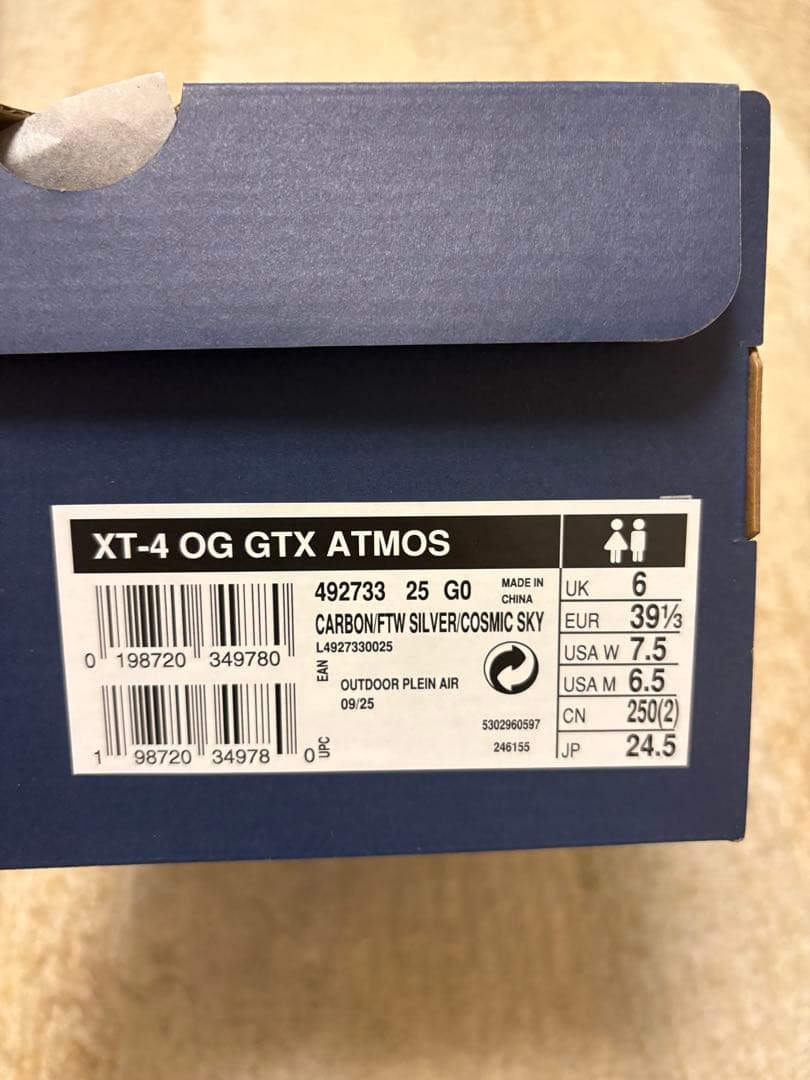 XT-4 OG GTX ATMOS
492733 25 G0 MADE IN CHINA
CARBON/FTW SILVER/COSMIC SKY
L4927330025
0 198720 349780
EAN
OUTDOOR PLEIN AIR
09/25
1 98720 34978 0
UPC
5302960597
246155
UK 6
EUR 39⅓
USA W 7.5
USA M 6.5
CN 250(2)
JP 24.5